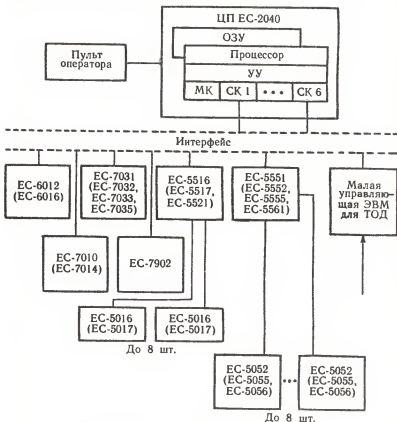 ЦП ЕС-2040
ОЗУ
Процессор
УУ
МК СК 1 ••• СК 6
Пульт
оператора
Интерфейс
ЕС-6012
(ЕС-6016)
ЕС-7031
(ЕС-7032,
ЕС-7033,
ЕС-7035)
ЕС-5516
(ЕС-5517,
ЕС-5521)
ЕС-5551
(ЕС-5552,
ЕС-5555,
ЕС-5561)
Малая
управляю-
щая ЭВМ
для ТОД
ЕС-7010
(ЕС-7014)
ЕС-7902
ЕС-5016
(ЕС-5017)
ЕС-5016
(ЕС-5017)
До 8 шт.
ЕС-5052
(ЕС-5055,
ЕС-5056)
•••
ЕС-5052
(ЕС-5055,
ЕС-5056)
До 8 шт.